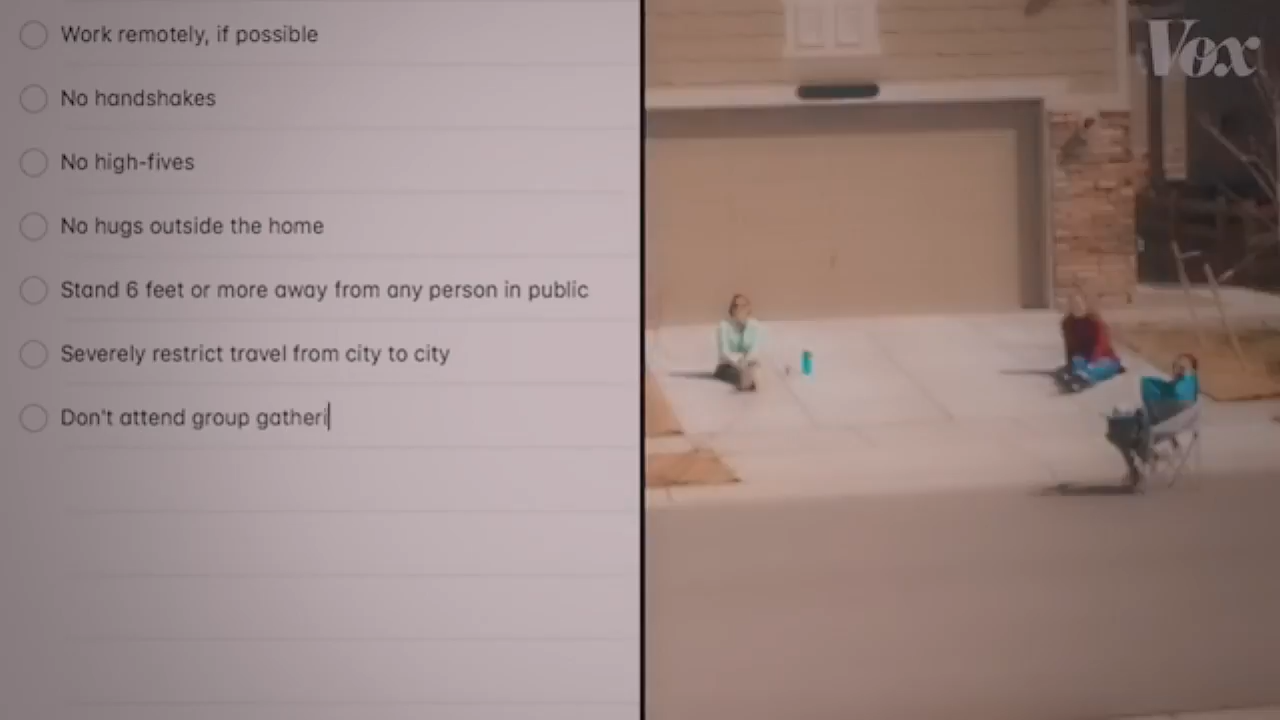 Work remotely, if possible
No handshakes
No high-fives
No hugs outside the home
Stand 6 feet or more away from any person in public
Severely restrict travel from city to city
Don't attend group gatheri
Vox